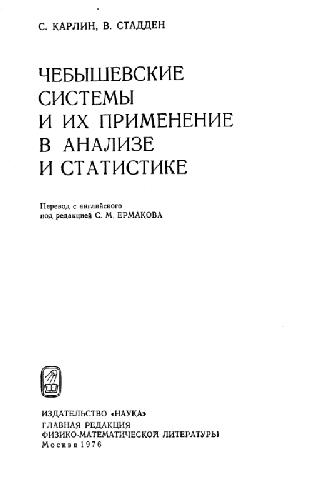 С. КАРЛИН, В. СТАДДЕН
ЧЕБЫШЕВСКИЕ
СИСТЕМЫ
И ИХ ПРИМЕНЕНИЕ
В АНАЛИЗЕ
И СТАТИСТИКЕ
Перевод с английского
под редакцией С. М. ЕРМАКОВА
ИЗДАТЕЛЬСТВО «НАУКА»
ГЛАВНАЯ РЕДАКЦИЯ
ФИЗИКО-МАТЕМАТИЧЕСКОЙ ЛИТЕРАТУРЫ
Москва 1976